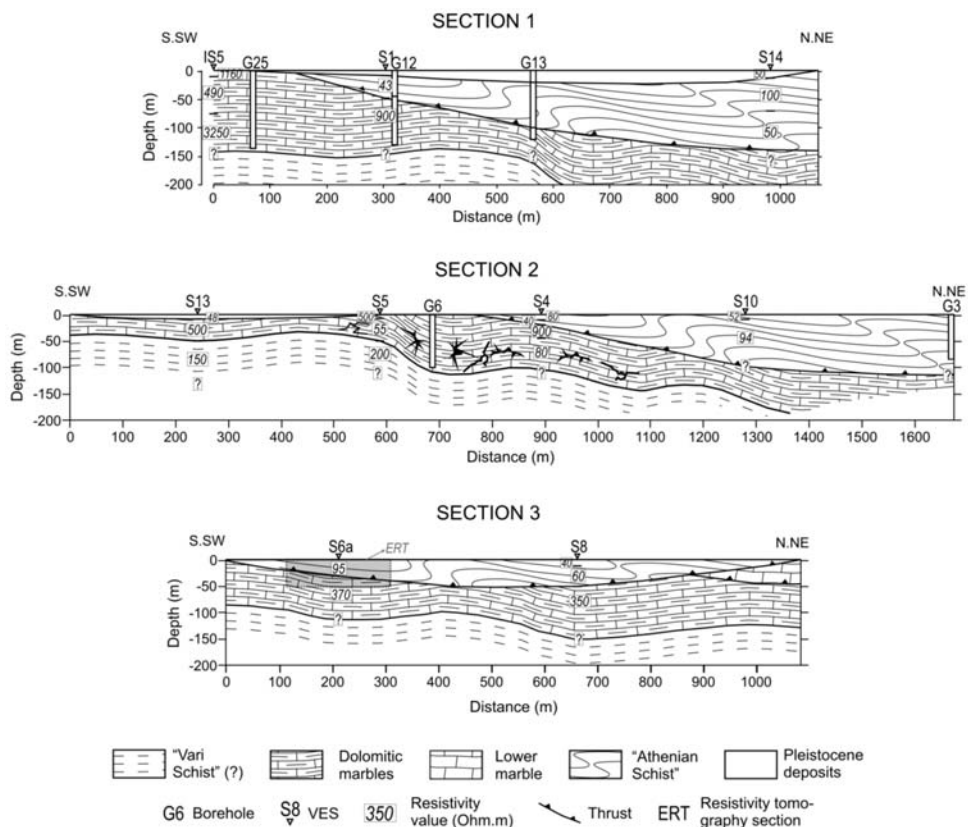 SECTION 1
S.SW
N.NE
IS5
G25
S1
G12
G13
S14
1160
490
3250
43
900
50
100
50
?
?
?
?
Depth (m)
0
-50
-100
-150
-200
0 100 200 300 400 500 600 700 800 900 1000
Distance (m)
SECTION 2
S.SW
N.NE
S13
S5
G6
S4
S10
G3
48
500
150
?
500
55
200
?
40
80
900
80
?
52
94
?
?
Depth (m)
0
-50
-100
-150
-200
0 100 200 300 400 500 600 700 800 900 1000 1100 1200 1300 1400 1500 1600
Distance (m)
SECTION 3
S.SW
N.NE
S6a
ERT
S8
95
370
?
40
60
350
?
Depth (m)
0
-50
-100
-150
-200
0 100 200 300 400 500 600 700 800 900 1000
Distance (m)
"Vari
Schist" (?)
Dolomitic
marbles
Lower
marble
"Athenian
Schist"
Pleistocene
deposits
G6 Borehole
S8 VES
350 Resistivity
value (Ohm.m)
Thrust
ERT Resistivity tomo-
graphy section